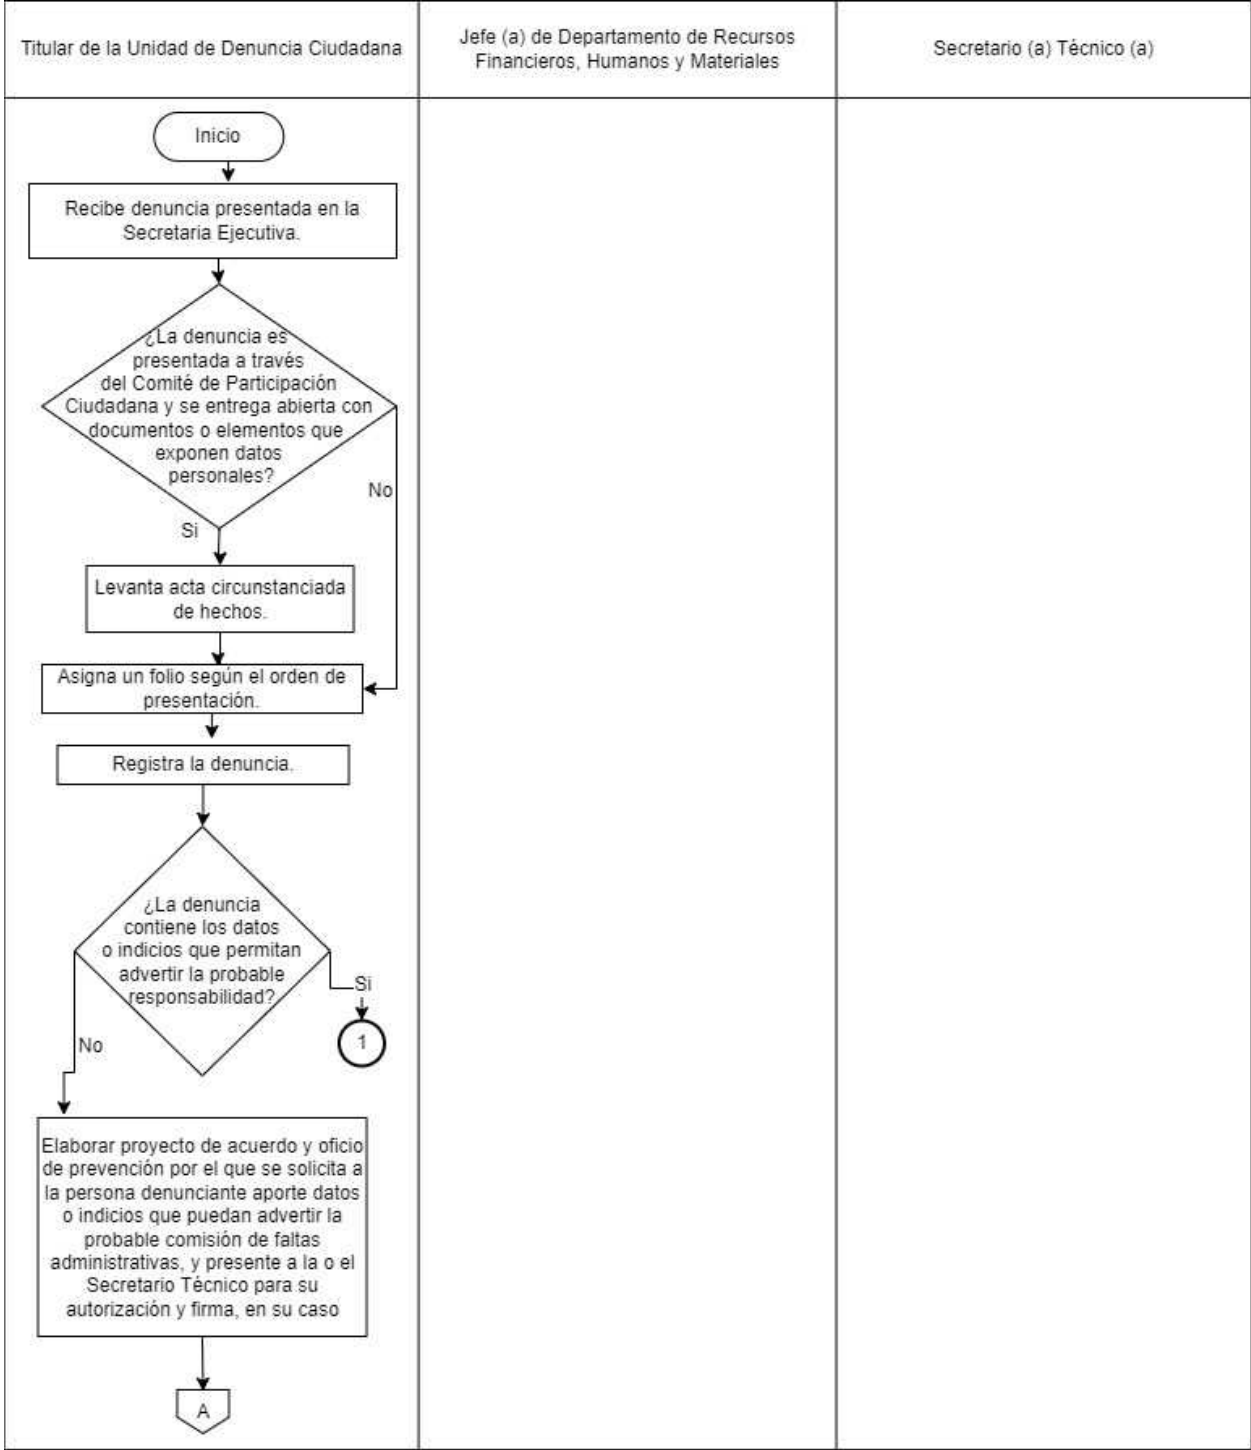 Titular de la Unidad de Denuncia Ciudadana
Jefe (a) de Departamento de Recursos
Financieros, Humanos y Materiales
Secretario (a) Técnico (a)
Inicio
Recibe denuncia presentada en la
Secretaria Ejecutiva.
¿La denuncia es
presentada a través
del Comité de Participación
Ciudadana y se entrega abierta con
documentos o elementos que
exponen datos
personales?
No
Si
Levanta acta circunstanciada
de hechos.
Asigna un folio según el orden de
presentación.
Registra la denuncia.
¿La denuncia
contiene los datos
o indicios que permitan
advertir la probable
responsabilidad?
Si
1
No
Elaborar proyecto de acuerdo y oficio
de prevención por el que se solicita a
la persona denunciante aporte datos
o indicios que puedan advertir la
probable comisión de faltas
administrativas, y presente a la o el
Secretario Técnico para su
autorización y firma, en su caso
A